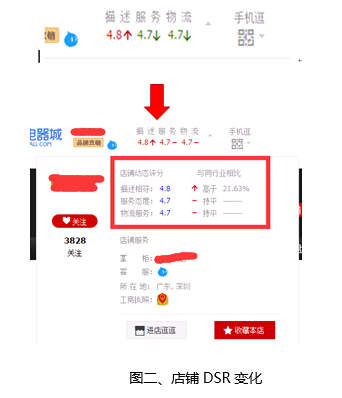 描述 服务 物流
4.8 4.7 4.7
手机逛
电器城
ALL.COM
品牌直销
描述 服务 物流
4.8 4.7 4.7
手机逛
关注
3828
关注
店铺动态评分 与同行业相比
描述相符: 4.8 高于 21.63%
服务态度: 4.7 持平 ——
物流服务: 4.7 持平 ——
店铺服务
掌 柜:
客 服:
所 在 地: 广东, 深圳
工商执照:
进店逛逛
收藏本店
图二、店铺 DSR 变化